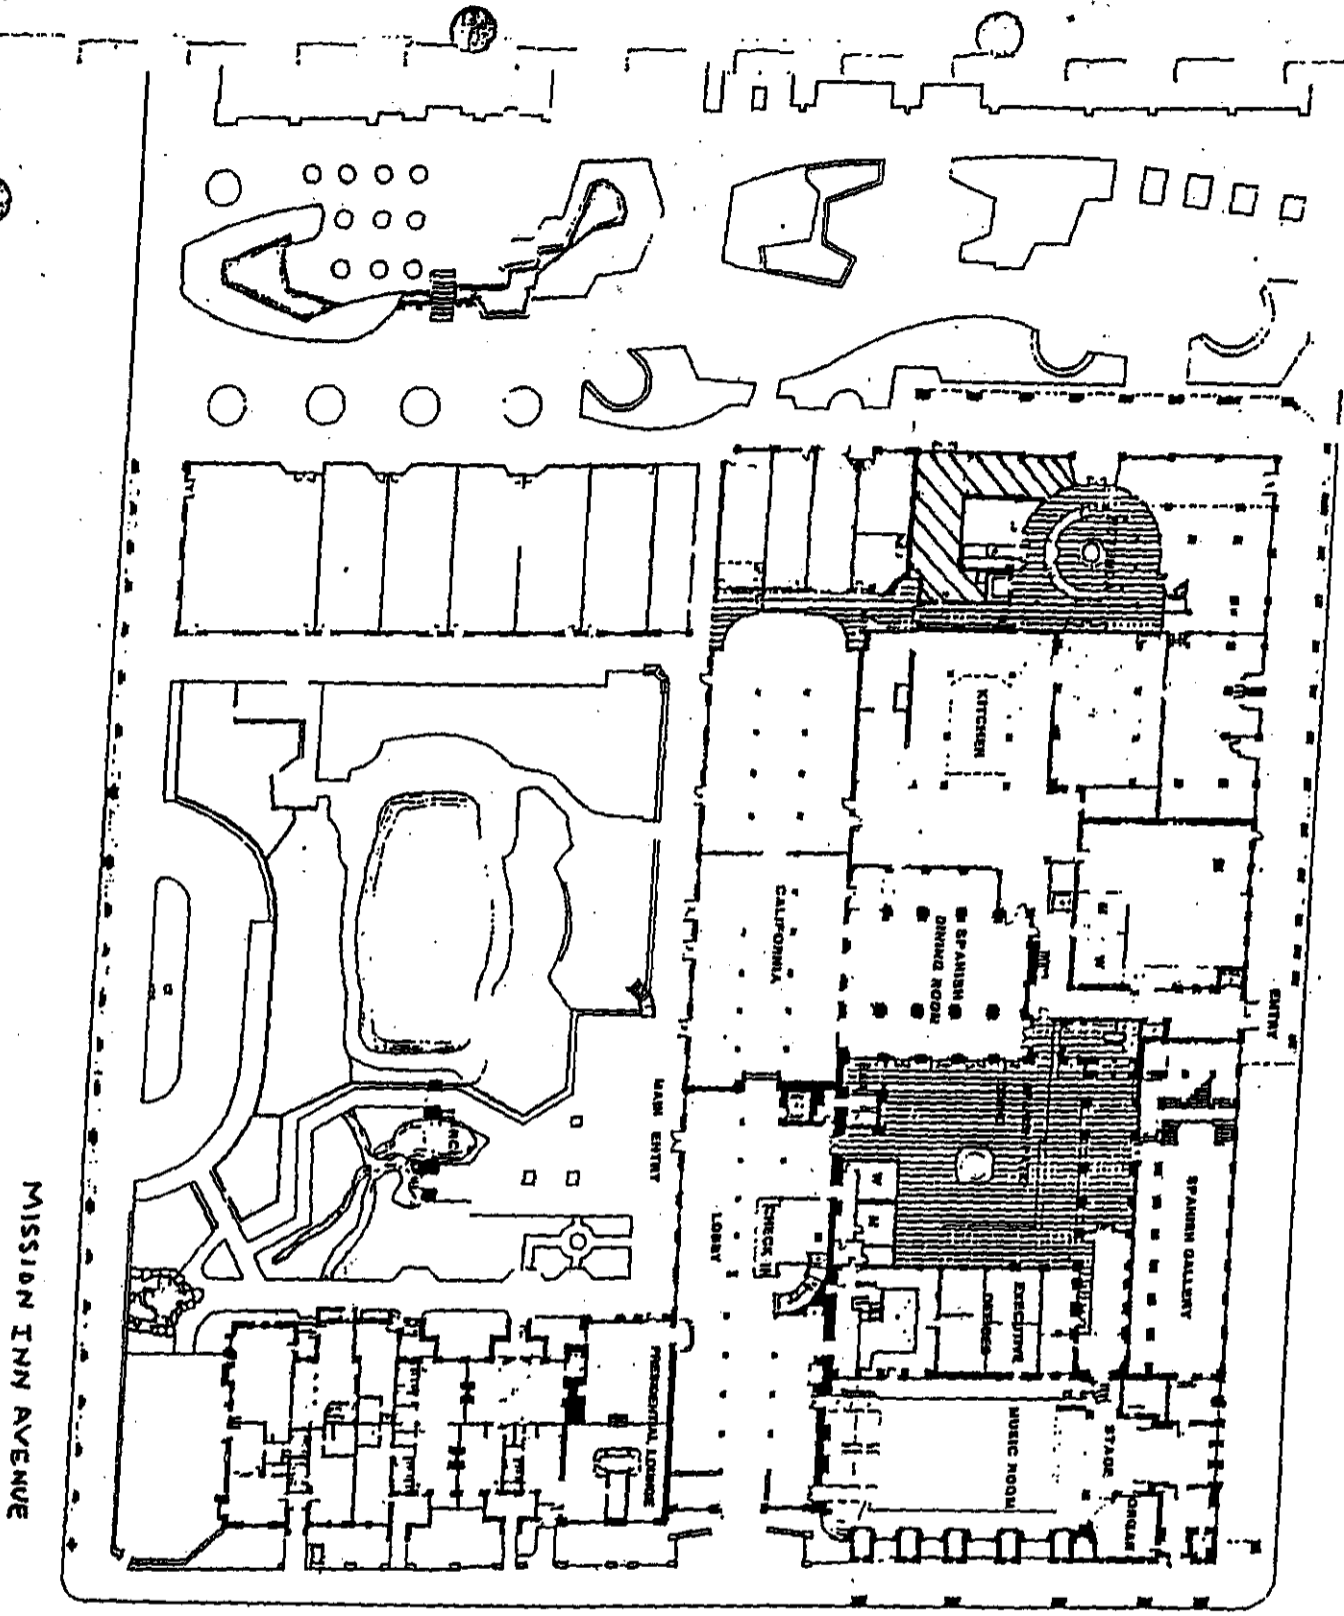 KITCHEN
CALIFORNIA
SPANISH
DINING ROOM
M
W
ENTRY
MAIN ENTRY
LOBBY
CHECK IN
W
M
SPANISH GALLERY
EXECUTIVE
OFFICES
PRESIDENTIAL LOUNGE
MUSIC ROOM
STAGE
ORGAN
MISSION INN AVENUE